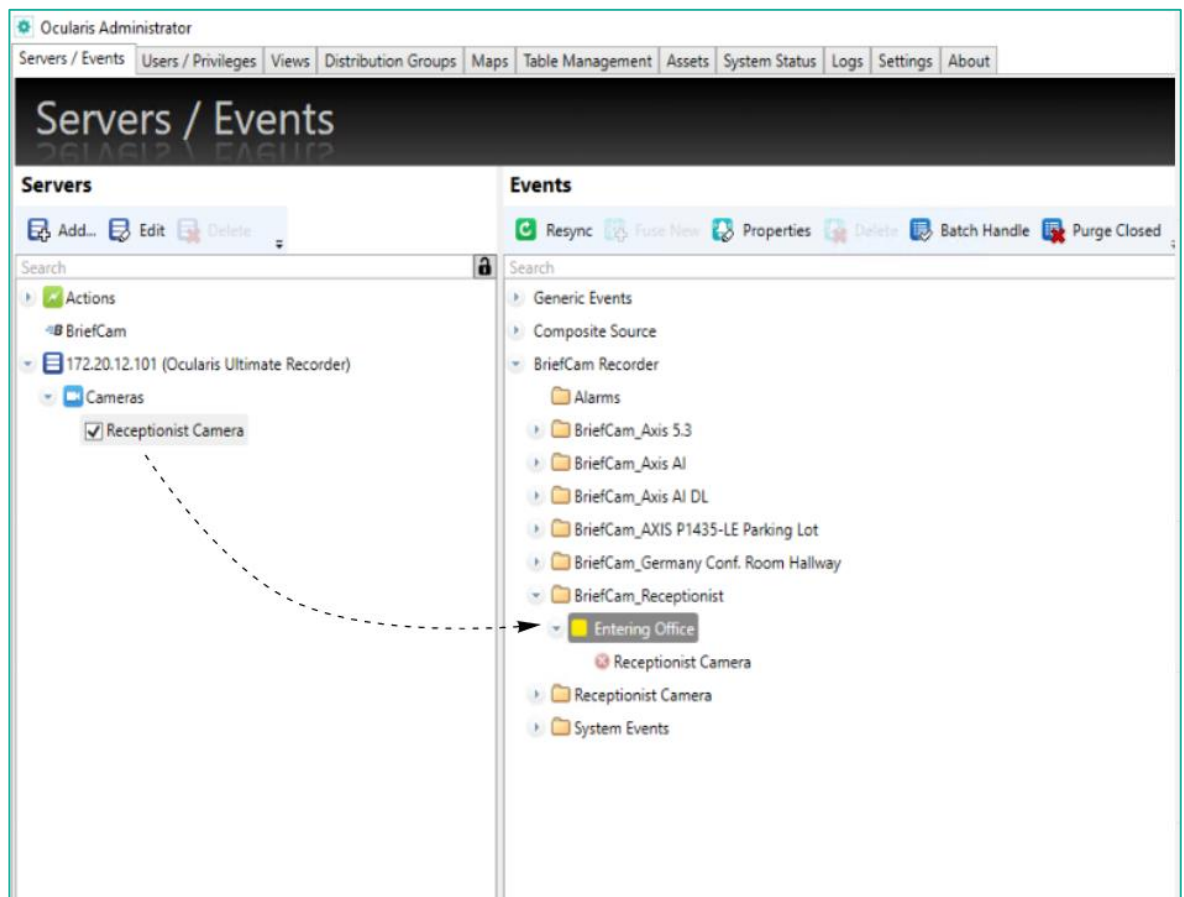 Ocularis Administrator
Servers / Events Users / Privileges Views Distribution Groups Maps Table Management Assets System Status Logs Settings About
Servers / Events
Servers
Add... Edit Delete
Search
Actions
BriefCam
172.20.12.101 (Ocularis Ultimate Recorder)
Cameras
Receptionist Camera
Events
Resync Fuse New Properties Delete Batch Handle Purge Closed
Search
Generic Events
Composite Source
BriefCam Recorder
Alarms
BriefCam_Axis 5.3
BriefCam_Axis AI
BriefCam_Axis AI DL
BriefCam_AXIS P1435-LE Parking Lot
BriefCam_Germany Conf. Room Hallway
BriefCam_Receptionist
Entering Office
Receptionist Camera
Receptionist Camera
System Events